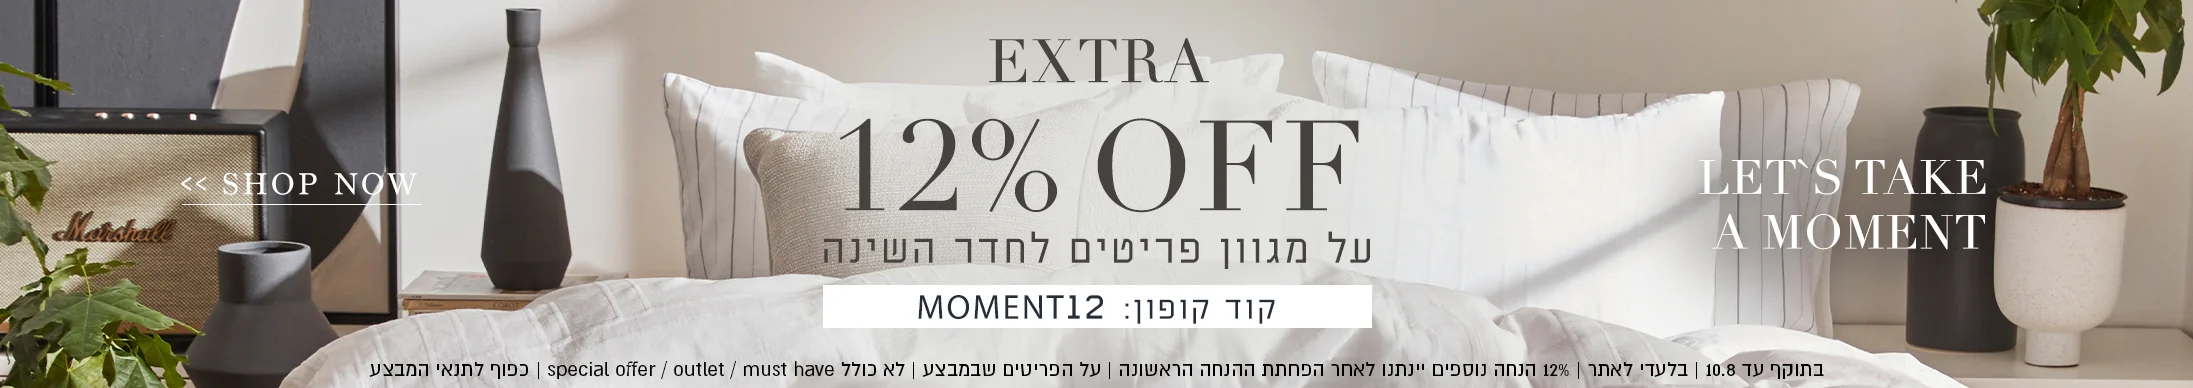 EXTRA
12% OFF
על מגוון פריטים לחדר השינה
קוד קופון: MOMENT12
LET`S TAKE
A MOMENT
<< SHOP NOW
Marshall
בתוקף עד 10.8 | בלעדי לאתר | 12% הנחה נוספים יינתנו לאחר הפחתת ההנחה הראשונה | על הפריטים שבמבצע | לא כולל special offer / outlet / must have | כפוף לתנאי המבצע